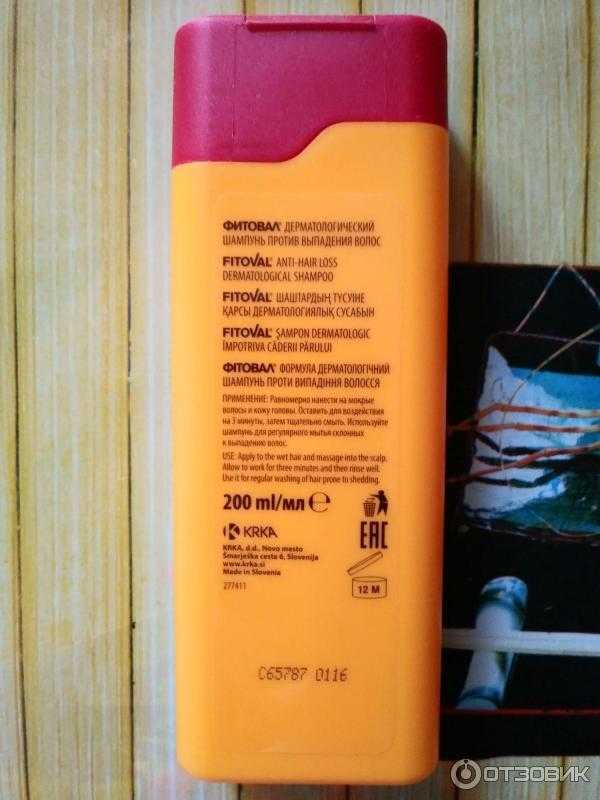 ФИТОВАЛ® ДЕРМАТОЛОГИЧЕСКИЙ
ШАМПУНЬ ПРОТИВ ВЫПАДЕНИЯ ВОЛОС
FITOVAL® ANTI-HAIR LOSS
DERMATOLOGICAL SHAMPOO
FITOVAL® ШАШТАРДЫҢ ТҮСУІНЕ
ҚАРСЫ ДЕРМАТОЛОГИЯЛЫҚ СУСАБЫН
FITOVAL® ŞAMPON DERMATOLOGIC
ÎMPOTRIVA CĂDERII PĂRULUI
ФІТОВАЛ® ФОРМУЛА ДЕРМАТОЛОГІЧНИЙ
ШАМПУНЬ ПРОТИ ВИПАДІННЯ ВОЛОССЯ
ПРИМЕНЕНИЕ: Равномерно нанести на мокрые
волосы и кожу головы. Оставить для воздействия
на 3 минуты, затем тщательно смыть. Используйте
шампунь для регулярного мытья склонных
к выпадению волос.
USE: Apply to the wet hair and massage into the scalp.
Allow to work for three minutes and then rinse well.
Use it for regular washing of hair prone to shedding.
200 ml/мл ℮
KRKA
EAC
KRKA, d.d., Novo mesto
Šmarješka cesta 6, Slovenija
www.krka.si
Made in Slovenia
12 M
277411
C65787 0116
ОТЗОВИК